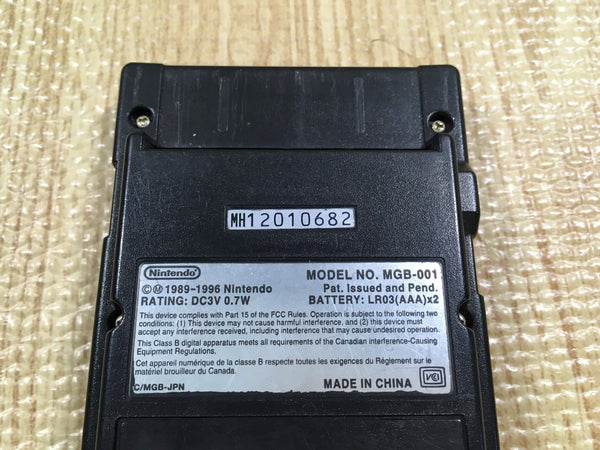 MH12010682
Nintendo
©Ⓜ 1989-1996 Nintendo
RATING: DC3V 0.7W
MODEL NO. MGB-001
Pat. Issued and Pend.
BATTERY: LR03(AAA)x2
This device complies with Part 15 of the FCC Rules. Operation is subject to the following two
conditions: (1) This device may not cause harmful interference, and (2) this device must
accept any interference received, including interference that may cause undesired operation.
This Class B digital apparatus meets all requirements of the Canadian Interference-Causing
Equipment Regulations.
Cet appareil numérique de la classe B respecte toutes les exigences du Règlement sur le
matériel brouilleur du Canada.
C/MGB-JPN
MADE IN CHINA
VCI